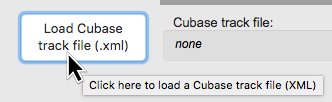 Load Cubase
track file (.xml)
Cubase track file:
none
Click here to load a Cubase track file (XML)